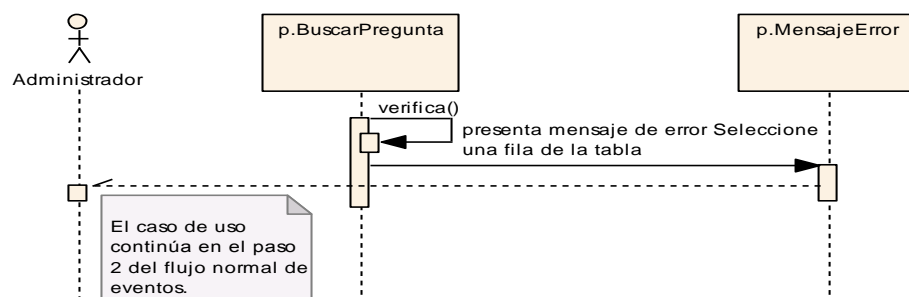 p.BuscarPregunta
p.MensajeError
Administrador
verifica()
presenta mensaje de error Seleccione
una fila de la tabla
El caso de uso
continúa en el paso
2 del flujo normal de
eventos.